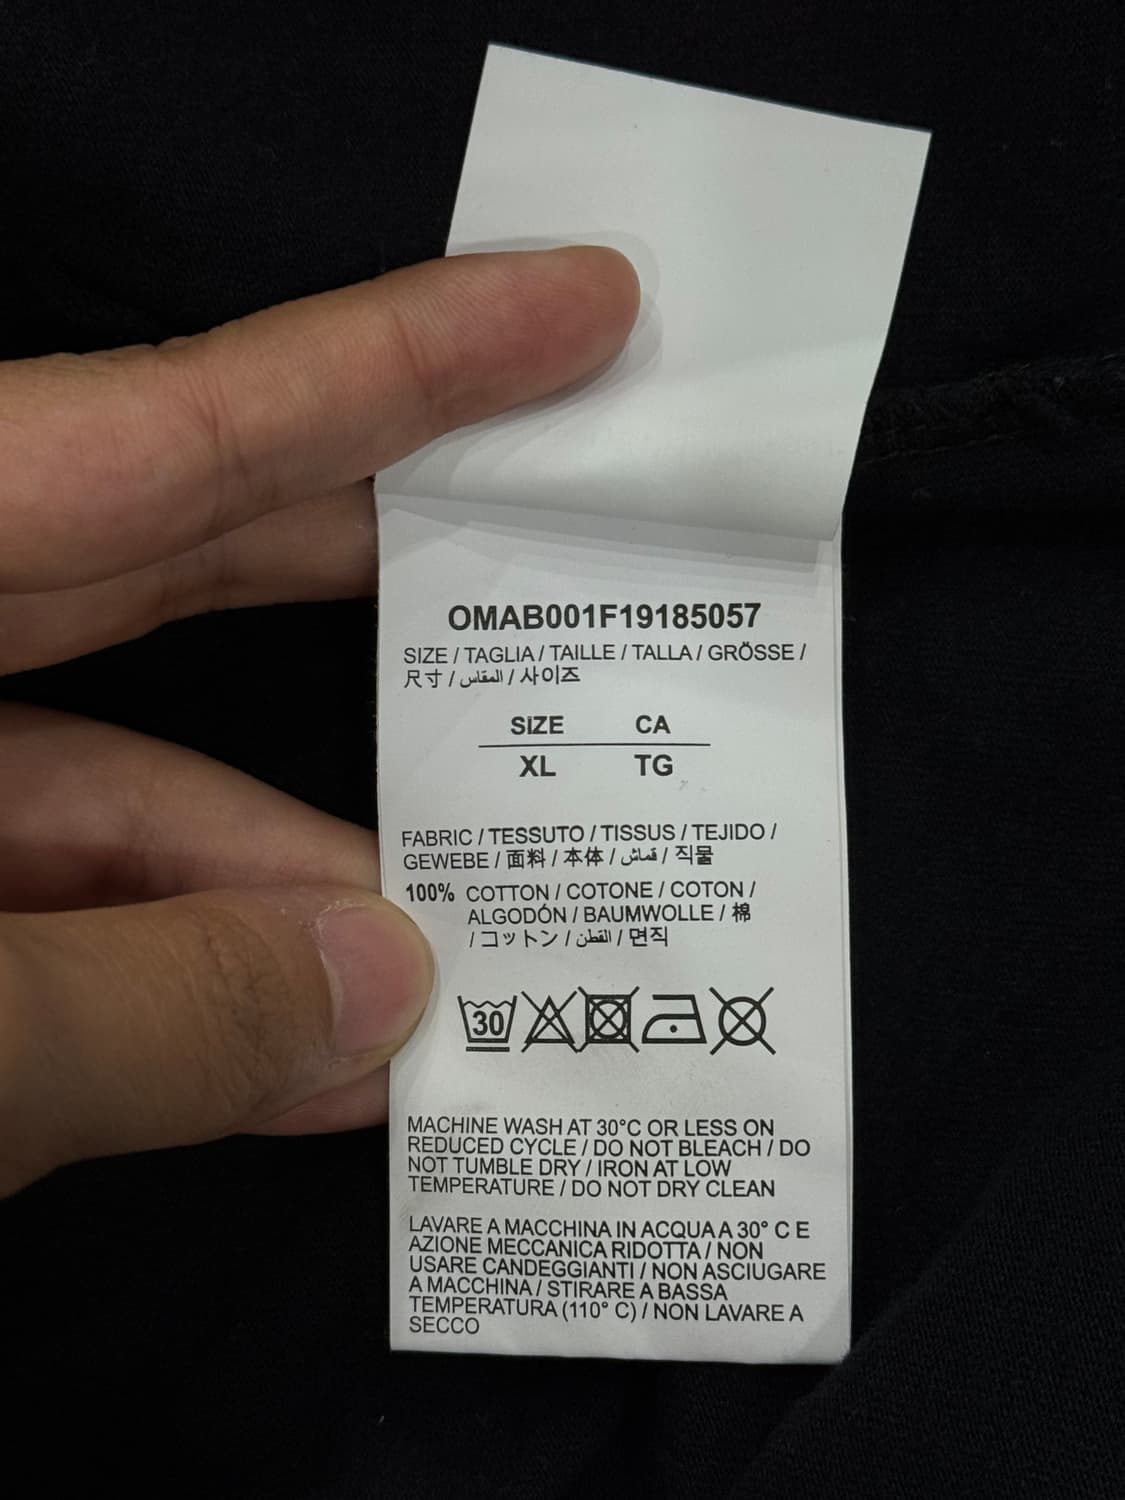 OMAB001F19185057
SIZE / TAGLIA / TAILLE / TALLA / GRÖSSE /
尺寸 / المقاس / 사이즈
SIZE CA
XL TG
FABRIC / TESSUTO / TISSUS / TEJIDO /
GEWEBE / 面料 / 本体 / قماش / 직물
100% COTTON / COTONE / COTON /
ALGODÓN / BAUMWOLLE / 棉
/ コットン / القطن / 면직
30
MACHINE WASH AT 30°C OR LESS ON
REDUCED CYCLE / DO NOT BLEACH / DO
NOT TUMBLE DRY / IRON AT LOW
TEMPERATURE / DO NOT DRY CLEAN
LAVARE A MACCHINA IN ACQUA A 30° C E
AZIONE MECCANICA RIDOTTA / NON
USARE CANDEGGIANTI / NON ASCIUGARE
A MACCHINA / STIRARE A BASSA
TEMPERATURA (110° C) / NON LAVARE A
SECCO